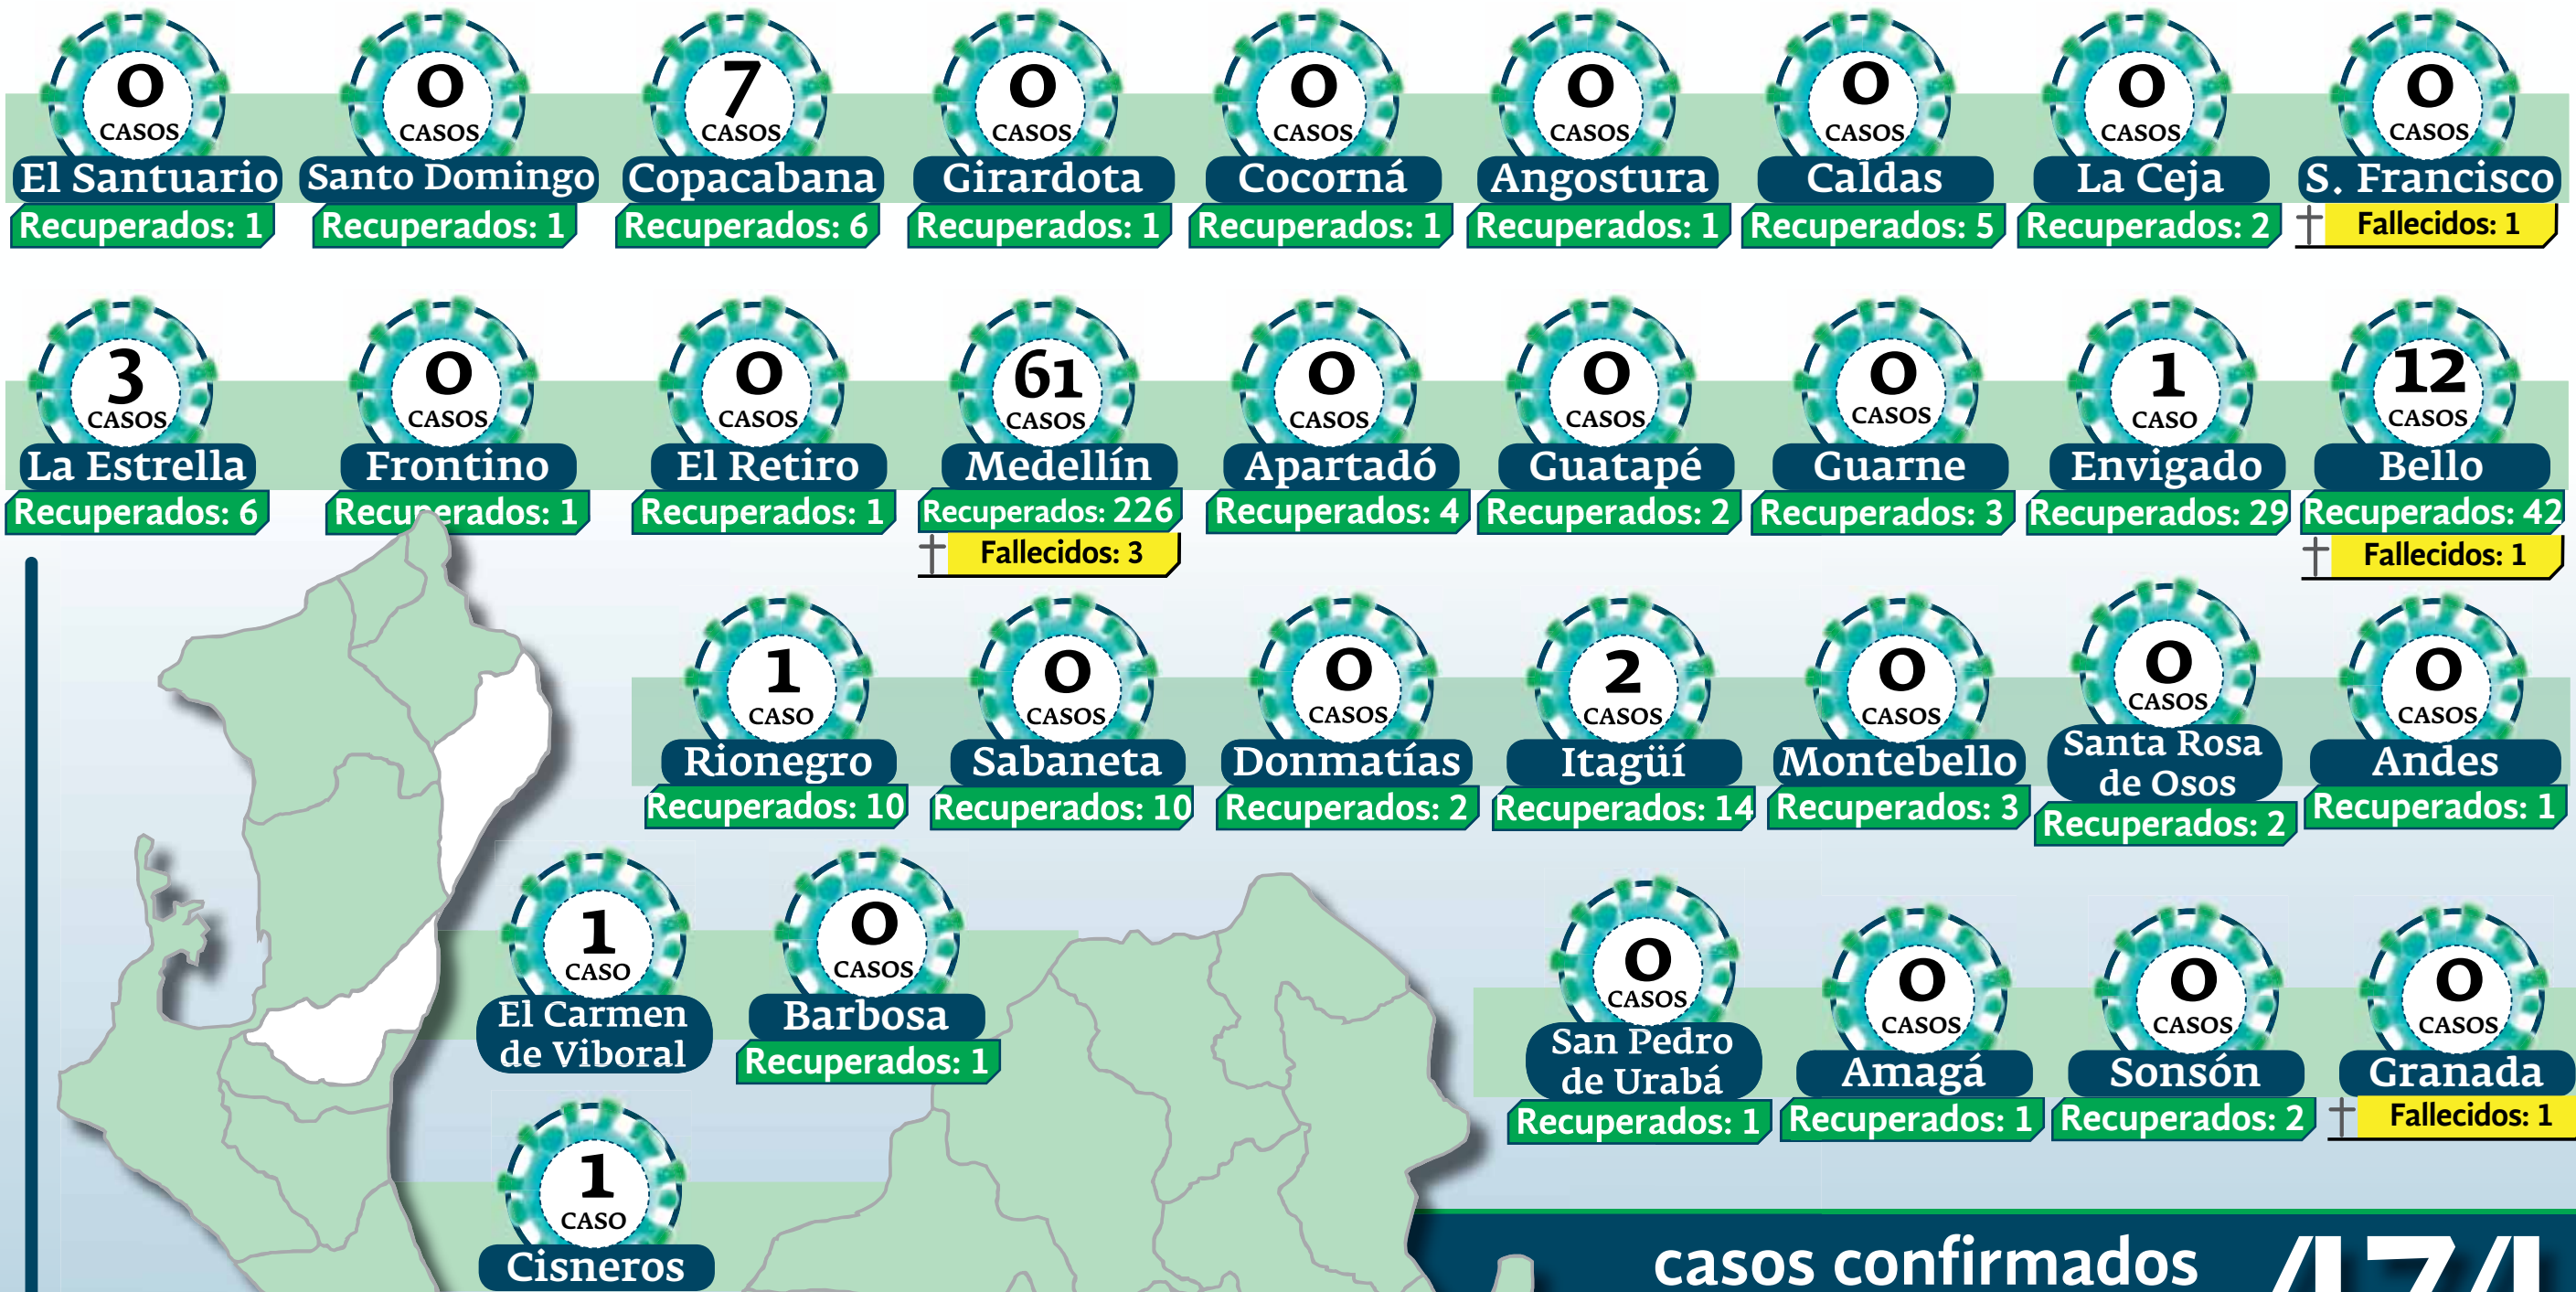 0 CASOS
El Santuario
Recuperados: 1
0 CASOS
Santo Domingo
Recuperados: 1
7 CASOS
Copacabana
Recuperados: 6
0 CASOS
Girardota
Recuperados: 1
0 CASOS
Cocorná
Recuperados: 1
0 CASOS
Angostura
Recuperados: 1
0 CASOS
Caldas
Recuperados: 5
0 CASOS
La Ceja
Recuperados: 2
0 CASOS
S. Francisco
Fallecidos: 1
3 CASOS
La Estrella
Recuperados: 6
0 CASOS
Frontino
Recuperados: 1
0 CASOS
El Retiro
Recuperados: 1
61 CASOS
Medellín
Recuperados: 226
Fallecidos: 3
0 CASOS
Apartadó
Recuperados: 4
0 CASOS
Guatapé
Recuperados: 2
0 CASOS
Guarne
Recuperados: 3
1 CASO
Envigado
Recuperados: 29
12 CASOS
Bello
Recuperados: 42
Fallecidos: 1
1 CASO
Rionegro
Recuperados: 10
0 CASOS
Sabaneta
Recuperados: 10
0 CASOS
Donmatías
Recuperados: 2
2 CASOS
Itagüí
Recuperados: 14
0 CASOS
Montebello
Recuperados: 3
0 CASOS
Santa Rosa
de Osos
Recuperados: 2
0 CASOS
Andes
Recuperados: 1
1 CASO
El Carmen
de Viboral
0 CASOS
Barbosa
Recuperados: 1
0 CASOS
San Pedro
de Urabá
Recuperados: 1
0 CASOS
Amagá
Recuperados: 1
0 CASOS
Sonsón
Recuperados: 2
0 CASOS
Granada
Fallecidos: 1
1 CASO
Cisneros
casos confirmados